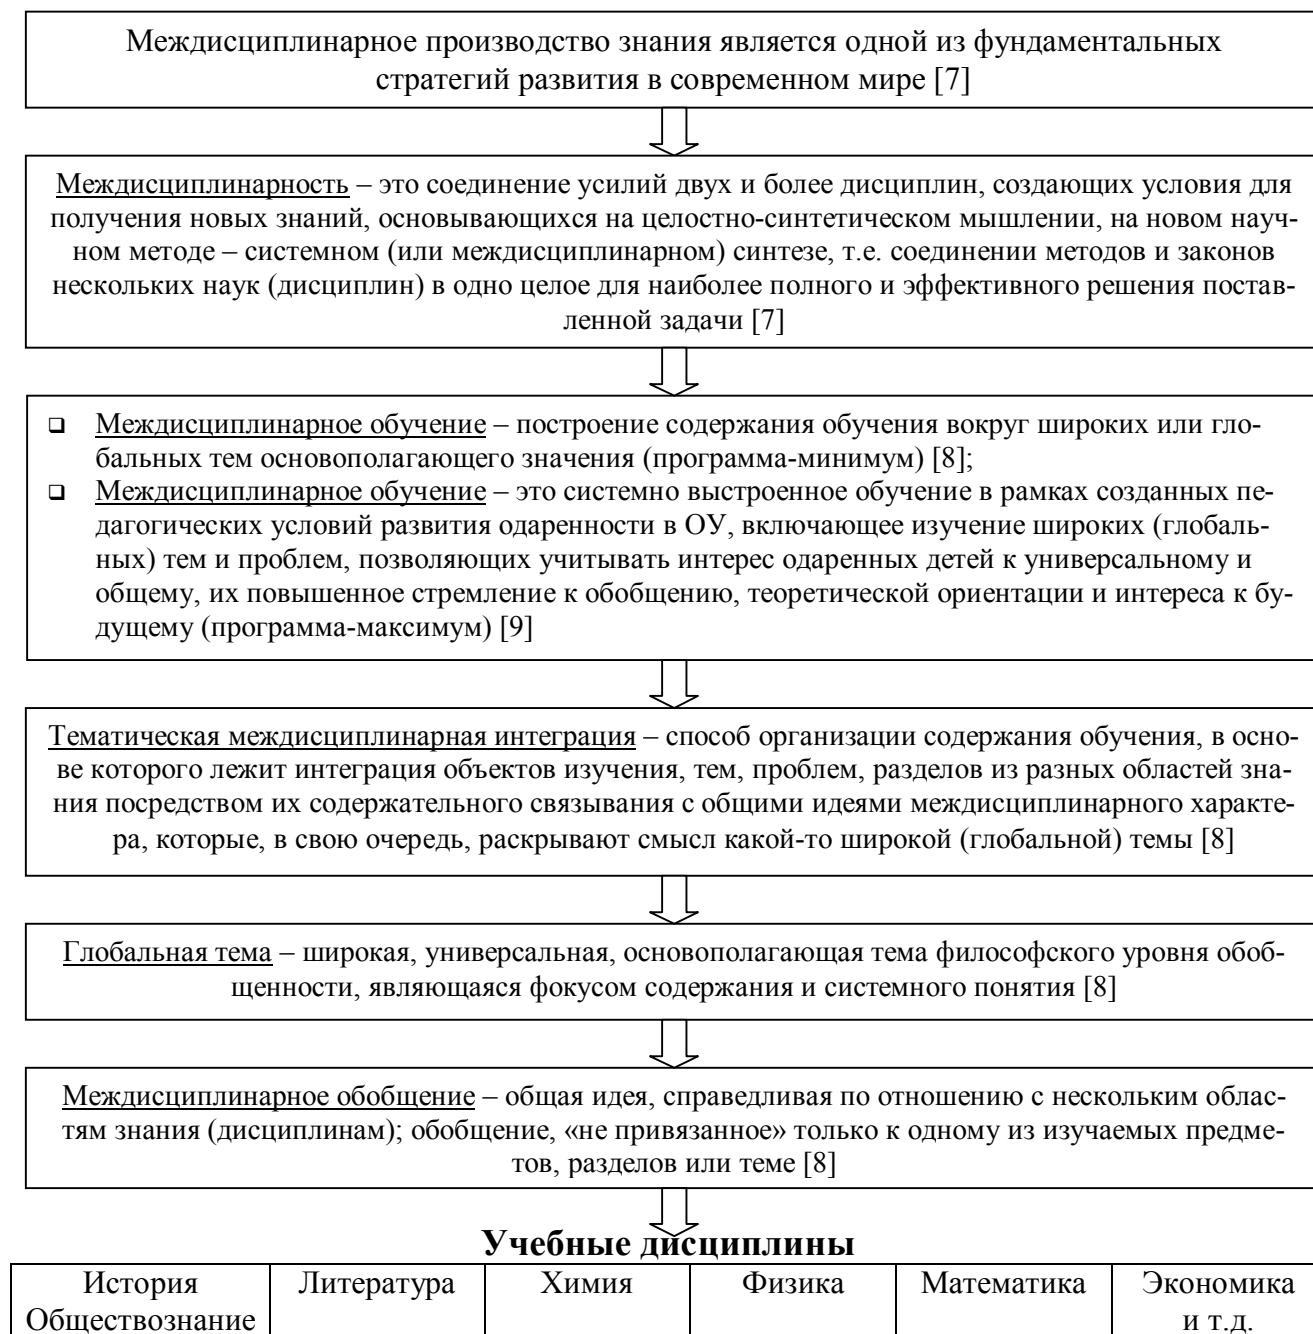 Междисциплинарное производство знания является одной из фундаментальных
стратегий развития в современном мире [7]
Междисциплинарность – это соединение усилий двух и более дисциплин, создающих условия для
получения новых знаний, основывающихся на целостно-синтетическом мышлении, на новом науч-
ном методе – системном (или междисциплинарном) синтезе, т.е. соединении методов и законов
нескольких наук (дисциплин) в одно целое для наиболее полного и эффективного решения постав-
ленной задачи [7]
Междисциплинарное обучение – построение содержания обучения вокруг широких или гло-
бальных тем основополагающего значения (программа-минимум) [8];
Междисциплинарное обучение – это системно выстроенное обучение в рамках созданных пе-
дагогических условий развития одаренности в ОУ, включающее изучение широких (глобаль-
ных) тем и проблем, позволяющих учитывать интерес одаренных детей к универсальному и
общему, их повышенное стремление к обобщению, теоретической ориентации и интереса к бу-
дущему (программа-максимум) [9]
Тематическая междисциплинарная интеграция – способ организации содержания обучения, в осно-
ве которого лежит интеграция объектов изучения, тем, проблем, разделов из разных областей зна-
ния посредством их содержательного связывания с общими идеями междисциплинарного характе-
ра, которые, в свою очередь, раскрывают смысл какой-то широкой (глобальной) темы [8]
Глобальная тема – широкая, универсальная, основополагающая тема философского уровня обоб-
щенности, являющаяся фокусом содержания и системного понятия [8]
Междисциплинарное обобщение – общая идея, справедливая по отношению с нескольким облас-
тям знания (дисциплинам); обобщение, «не привязанное» только к одному из изучаемых предме-
тов, разделов или теме [8]
Учебные дисциплины
История Литература Химия Физика Математика Экономика
Обществознание и т.д.